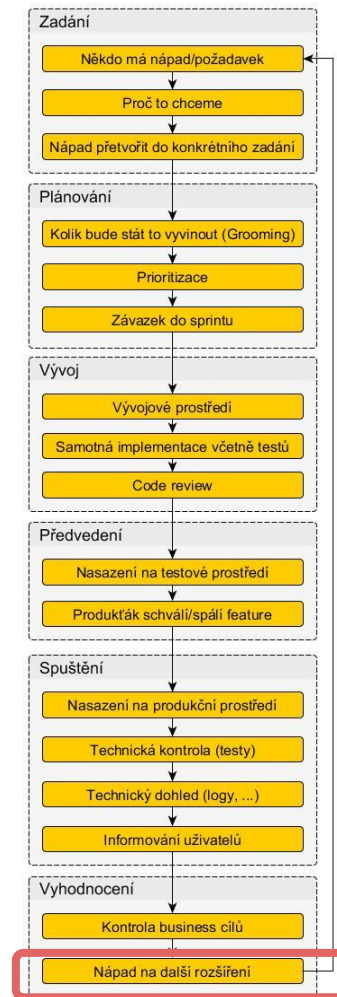 Zadání
Někdo má nápad/požadavek
Proč to chceme
Nápad přetvořit do konkrétního zadání
Plánování
Kolik bude stát to vyvinout (Grooming)
Prioritizace
Závazek do sprintu
Vývoj
Vývojové prostředí
Samotná implementace včetně testů
Code review
Předvedení
Nasazení na testové prostředí
Produkťák schválí/spálí feature
Spuštění
Nasazení na produkční prostředí
Technická kontrola (testy)
Technický dohled (logy, ...)
Informování uživatelů
Vyhodnocení
Kontrola business cílů
Nápad na další rozšíření